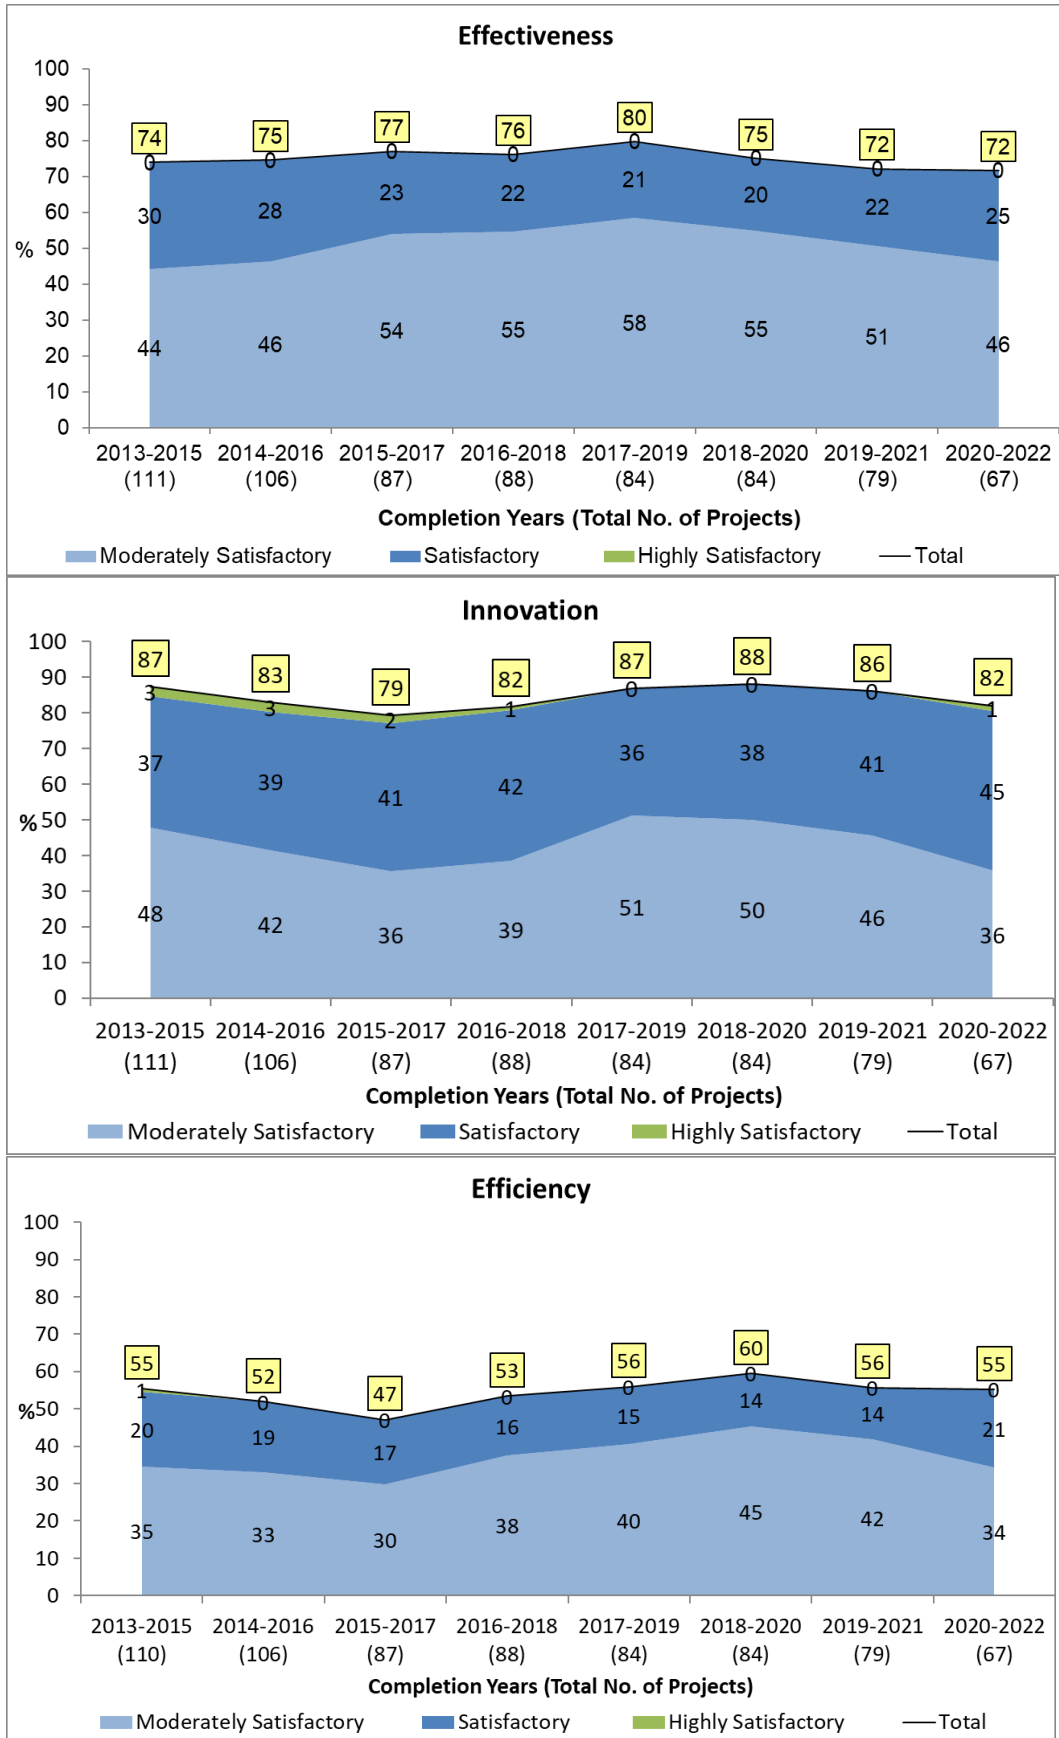 Effectiveness
100
90
80
70
60
50
40
30
20
10
0
%
74 75 77 76 80 75 72 72
0 0 0 0 0 0 0 0
30 28 23 22 21 20 22 25
44 46 54 55 58 55 51 46
2013-2015 2014-2016 2015-2017 2016-2018 2017-2019 2018-2020 2019-2021 2020-2022
(111) (106) (87) (88) (84) (84) (79) (67)
Completion Years (Total No. of Projects)
Moderately Satisfactory Satisfactory Highly Satisfactory Total
Innovation
100
90
80
70
60
50
40
30
20
10
0
%
87 83 79 82 87 88 86 82
3 3 2 1 0 0 0 1
37 39 41 42 36 38 41 45
48 42 36 39 51 50 46 36
2013-2015 2014-2016 2015-2017 2016-2018 2017-2019 2018-2020 2019-2021 2020-2022
(111) (106) (87) (88) (84) (84) (79) (67)
Completion Years (Total No. of Projects)
Moderately Satisfactory Satisfactory Highly Satisfactory Total
Efficiency
100
90
80
70
60
50
40
30
20
10
0
%
55 52 47 53 56 60 56 55
1 0 0 0 0 0 0 0
20 19 17 16 15 14 14 21
35 33 30 38 40 45 42 34
2013-2015 2014-2016 2015-2017 2016-2018 2017-2019 2018-2020 2019-2021 2020-2022
(110) (106) (87) (88) (84) (84) (79) (67)
Completion Years (Total No. of Projects)
Moderately Satisfactory Satisfactory Highly Satisfactory Total